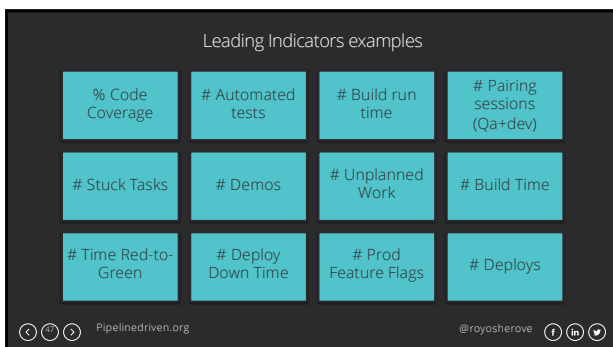 Leading Indicators examples
% Code
Coverage
# Automated
tests
# Build run
time
# Pairing
sessions
(Qa+dev)
# Stuck Tasks
# Demos
# Unplanned
Work
# Build Time
# Time Red-to-
Green
# Deploy
Down Time
# Prod
Feature Flags
# Deploys
47
Pipelinedriven.org
@royosherove
f
in